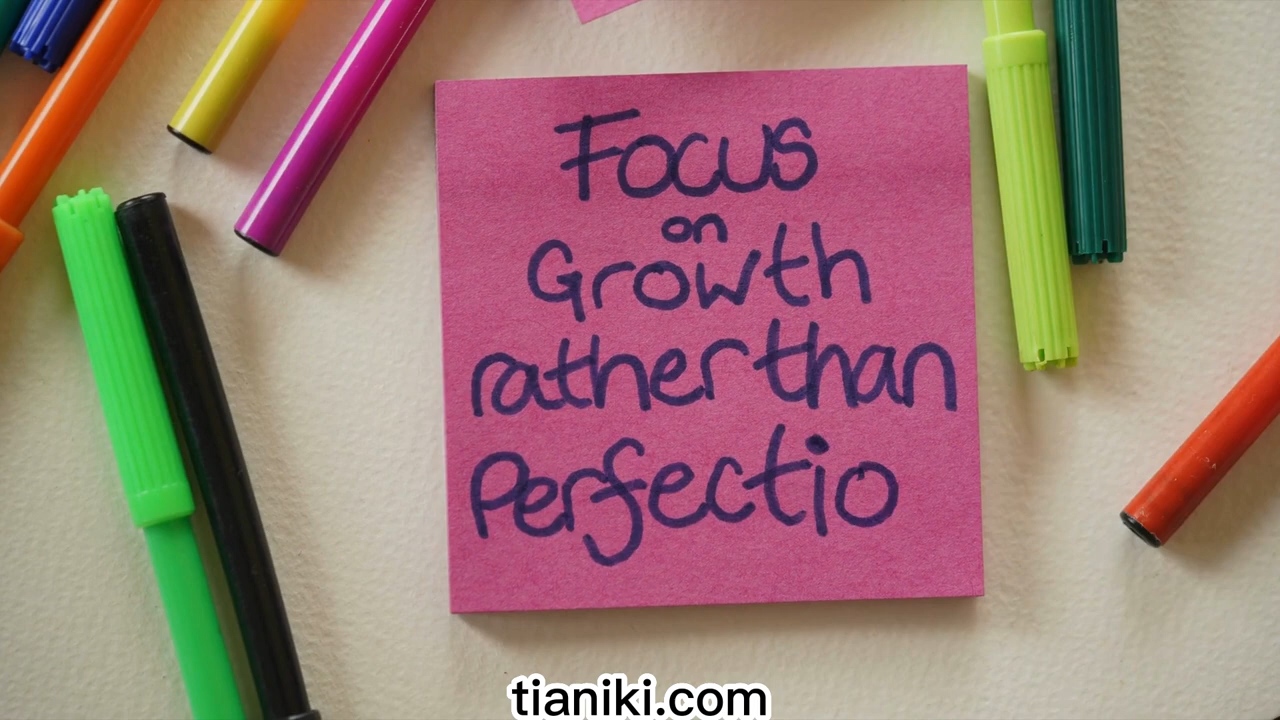 Focus
on
Growth
rather than
Perfectio
tianiki.com